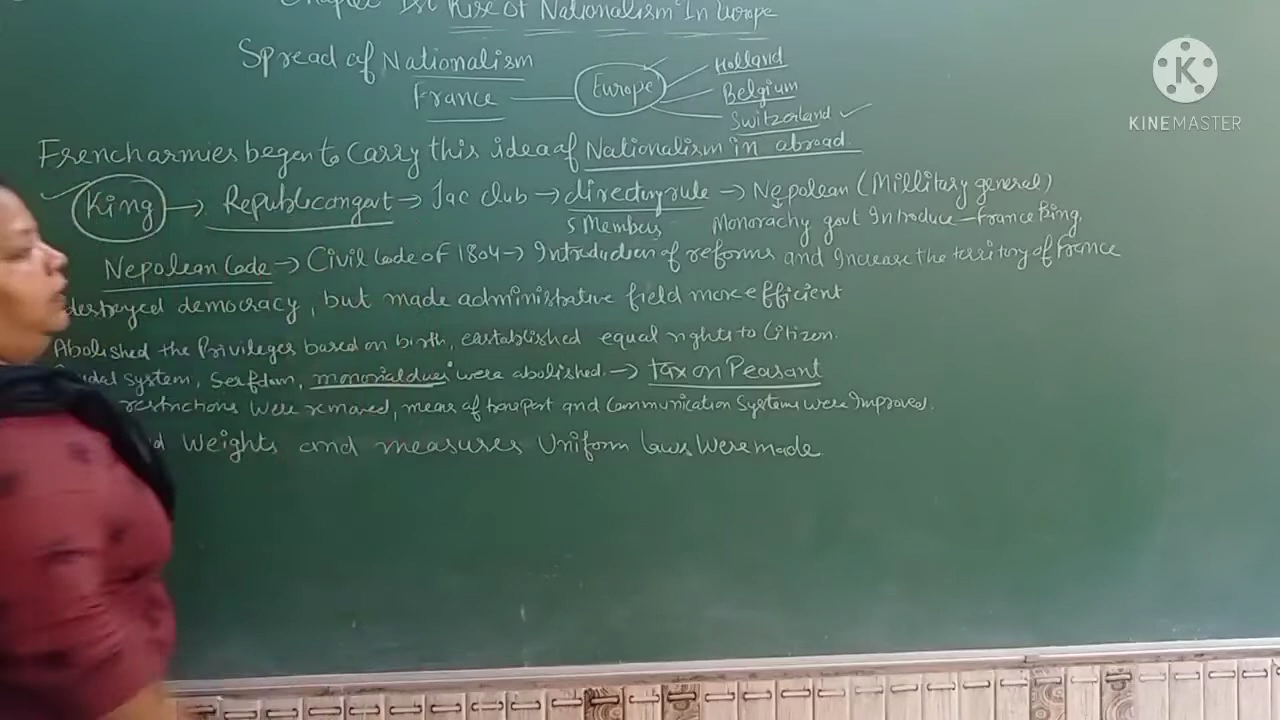 Chapter 1st Rise of Nationalism In Europe
Spread of Nationalism
France — Europe
Holland
Belgium
Switzerland ✓
French armies began to carry this idea of Nationalism in abroad.
King → Republican govt → Jac club → directory rule → Nepolean (Millitary general)
5 Members
Monorachy govt Introduce - France King.
Nepolean Code → Civil Code of 1804 → Introduction of reforms and Increase the territory of France
destroyed democracy, but made administrative field more efficient
Abolished the Privileges based on birth, eastablished equal rights to Citizen.
System, Serfdom, manorial dues were abolished. → tax on Peasant
restrictions were removed, means of transport and Communication Systems were Improved.
Weights and measures Uniform laws were made
KINEMASTER